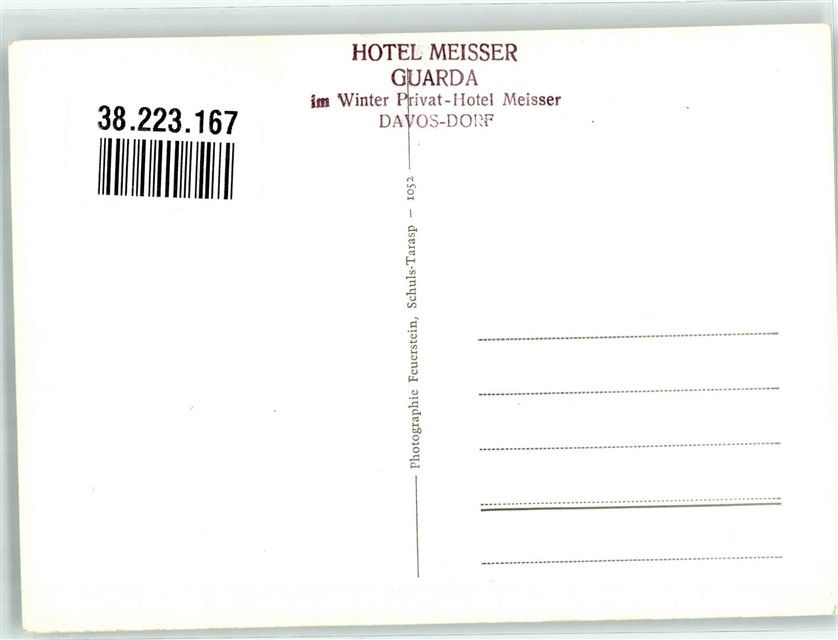 HOTEL MEISSER
GUARDA
im Winter Privat-Hotel Meisser
DAVOS-DORF
38.223.167
Photographie Feuerstein, Schuls-Tarasp — 1052